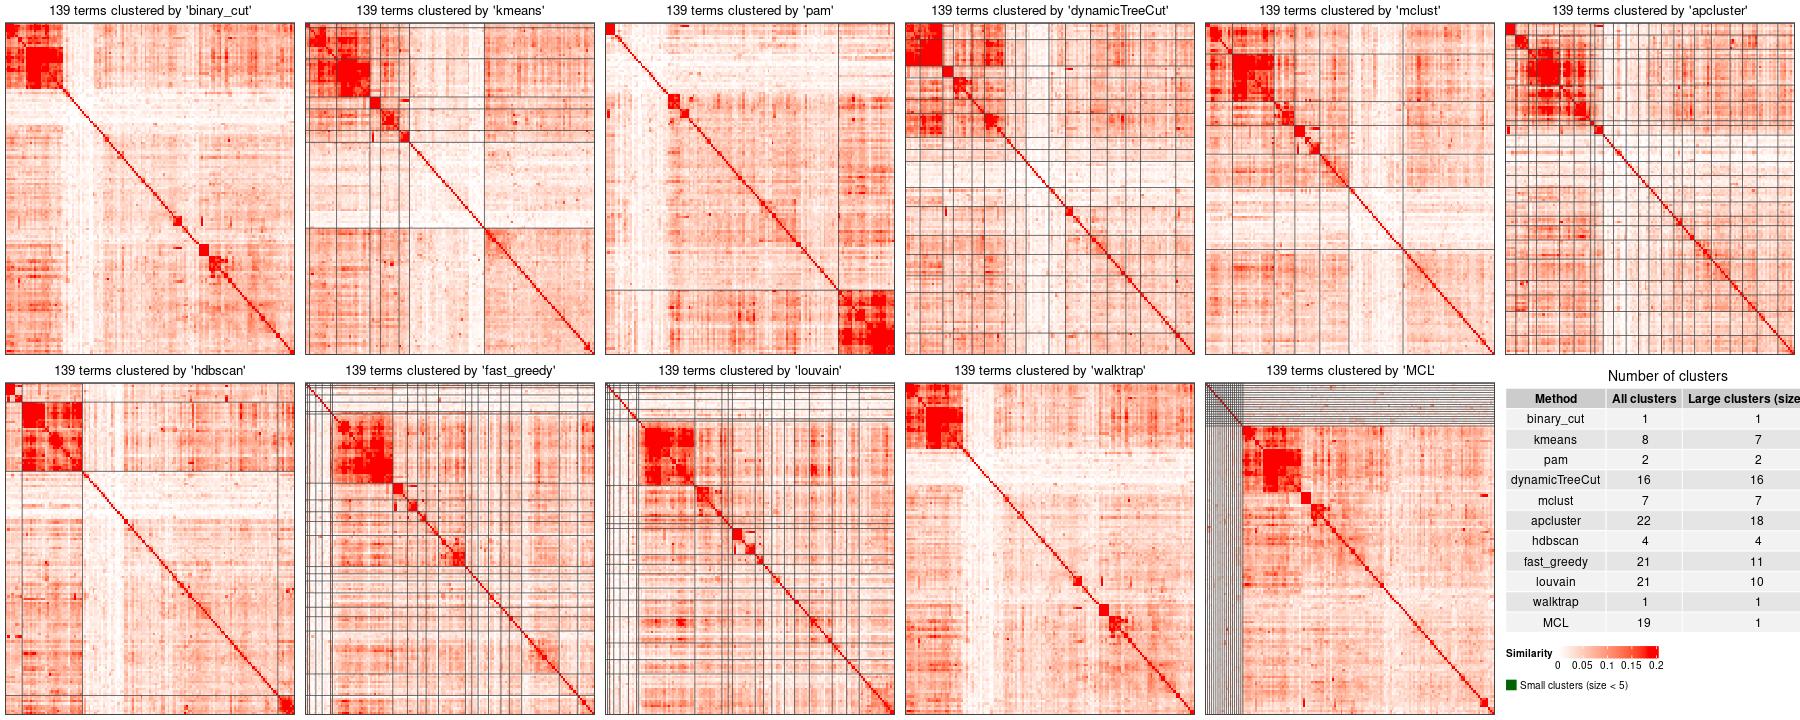 139 terms clustered by 'binary_cut'
139 terms clustered by 'kmeans'
139 terms clustered by 'pam'
139 terms clustered by 'dynamicTreeCut'
139 terms clustered by 'mclust'
139 terms clustered by 'apcluster'
139 terms clustered by 'hdbscan'
139 terms clustered by 'fast_greedy'
139 terms clustered by 'louvain'
139 terms clustered by 'walktrap'
139 terms clustered by 'MCL'
Number of clusters
Method All clusters Large clusters (size
binary_cut 1 1
kmeans 8 7
pam 2 2
dynamicTreeCut 16 16
mclust 7 7
apcluster 22 18
hdbscan 4 4
fast_greedy 21 11
louvain 21 10
walktrap 1 1
MCL 19 1
Similarity
0 0.05 0.1 0.15 0.2
Small clusters (size < 5)